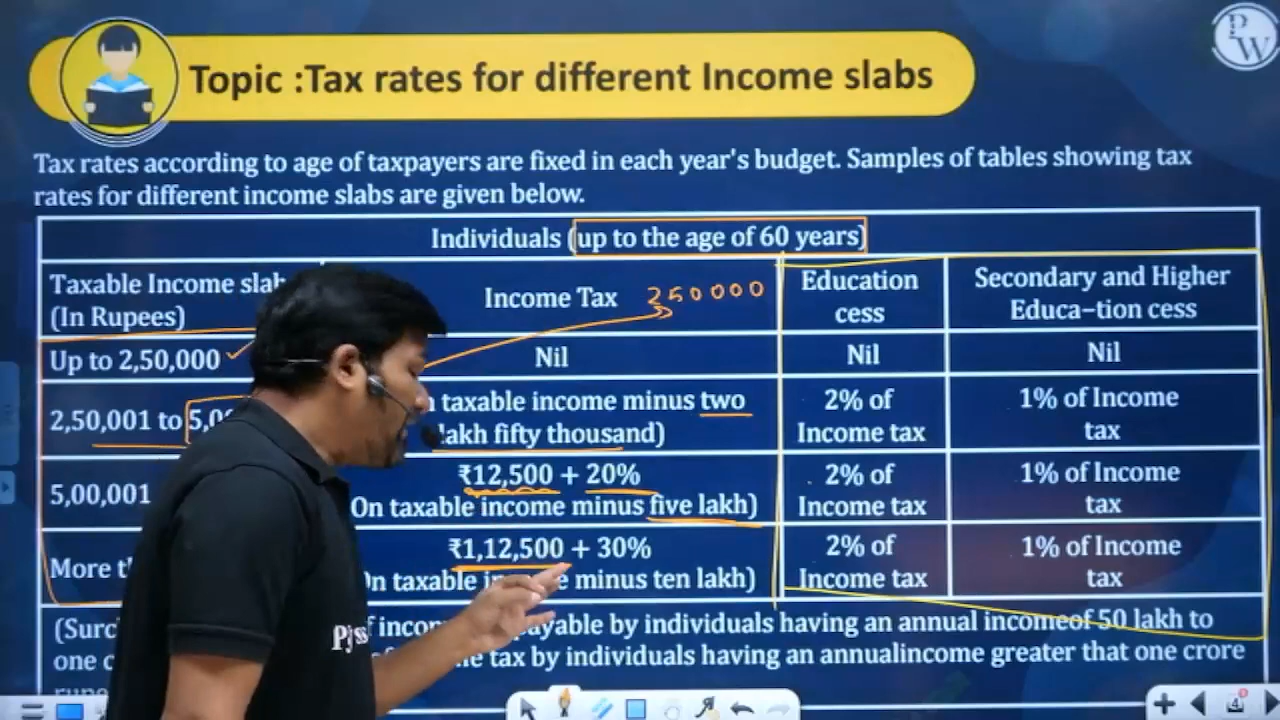 Topic :Tax rates for different Income slabs
PW
Tax rates according to age of taxpayers are fixed in each year's budget. Samples of tables showing tax
rates for different income slabs are given below.
Individuals (up to the age of 60 years)
Taxable Income
(In Rupees)
Income Tax
250000
Education
cess
Secondary and Higher
Educa-tion cess
Up to 2,50,000
Nil
Nil
Nil
2,50,001 to
taxable income minus two
lakh fifty thousand)
2% of
Income tax
1% of Income
tax
5,00,001
₹12,500 + 20%
On taxable income minus five lakh)
2% of
Income tax
1% of Income
tax
More
₹1,12,500 + 30%
On taxable minus ten lakh)
2% of
Income tax
1% of Income
tax
payable by individuals having an annual incomeof 50 lakh to
one tax by individuals having an annualincome greater that one crore
4